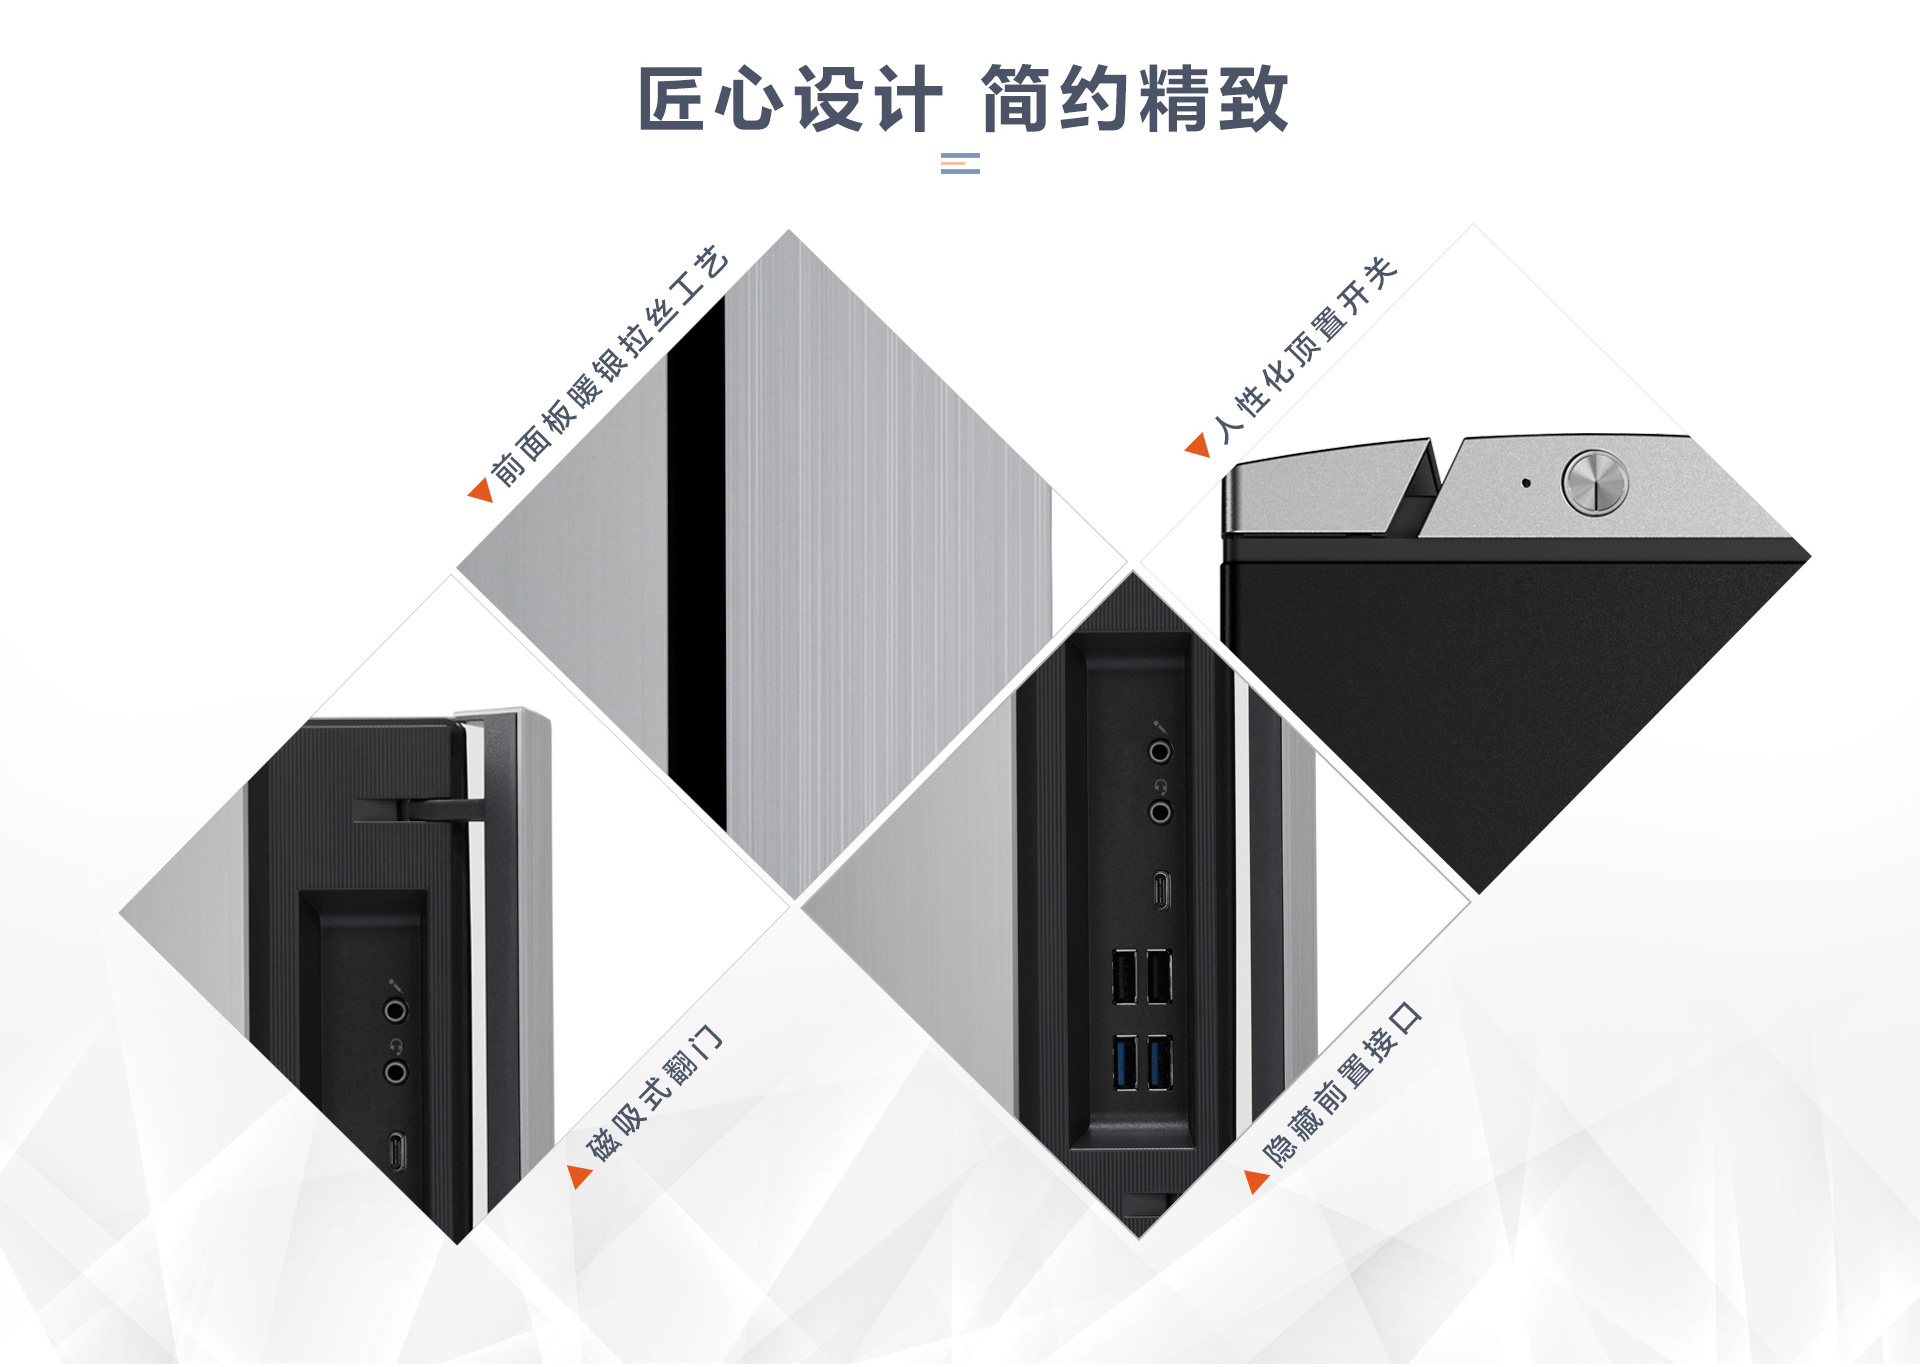 匠心设计 简约精致
前面板暖银拉丝工艺
人性化顶置开关
磁吸式翻门
隐藏前置接口